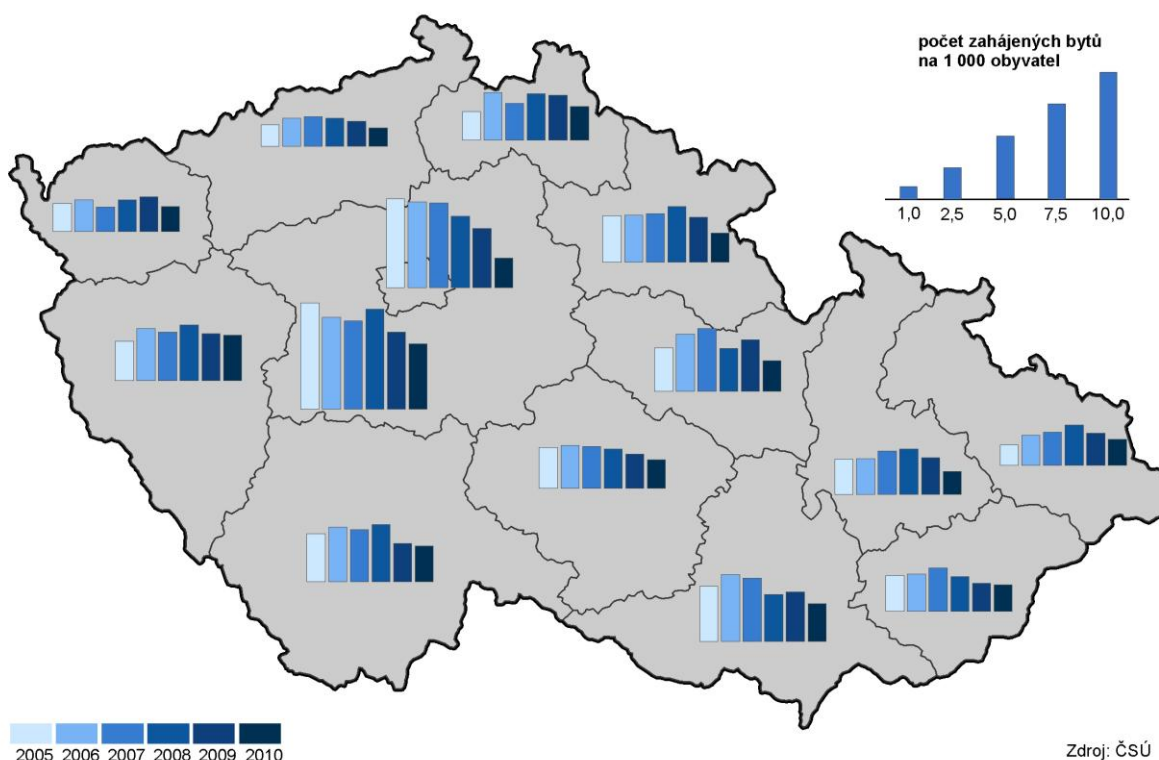 počet zahájených bytů
na 1 000 obyvatel
1,0 2,5 5,0 7,5 10,0
2005 2006 2007 2008 2009 2010
Zdroj: ČSÚ